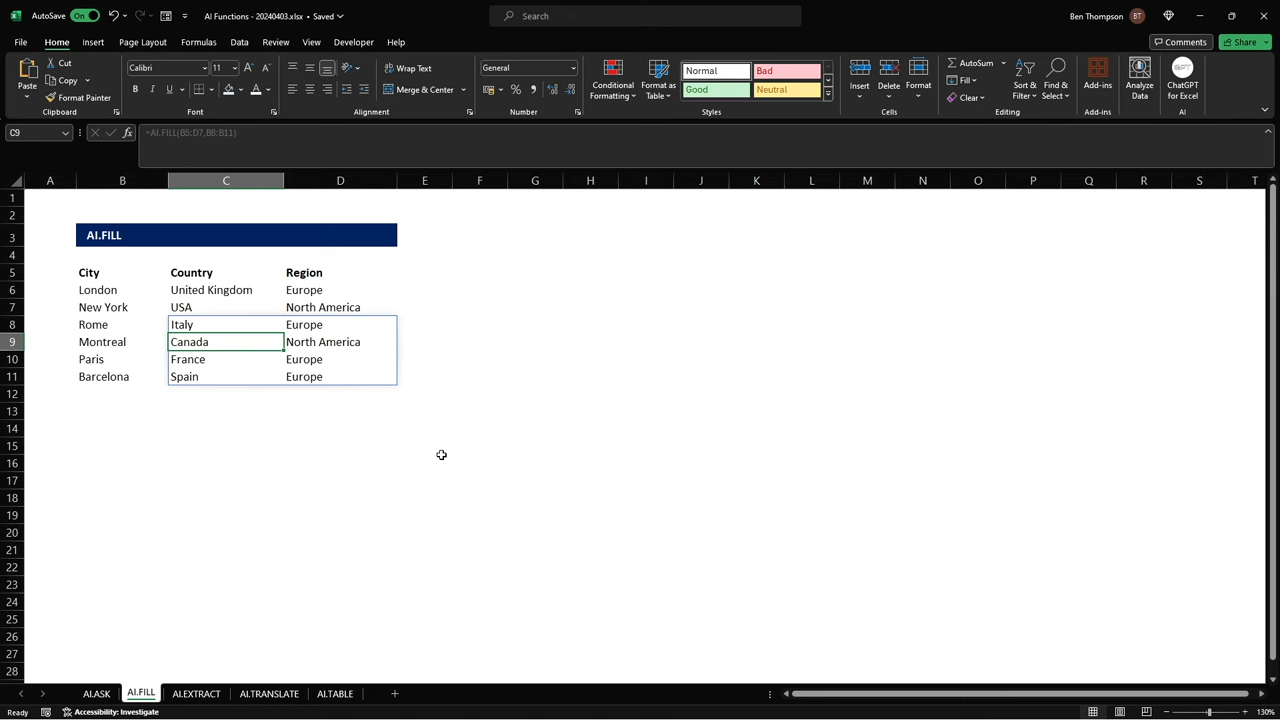 AutoSave On AI Functions - 20240403.xlsx • Saved Search Ben Thompson BT
File Home Insert Page Layout Formulas Data Review View Developer Help Comments Share
Paste Cut Copy Format Painter Clipboard
Calibri 11 B I U A Font
Wrap Text Merge & Center Alignment
General % Number
Conditional Formatting Format as Table Normal Bad Good Neutral Styles
Insert Delete Format Cells
AutoSum Fill Clear Sort & Filter Find & Select Editing
Add-ins Add-ins
Analyze Data ChatGPT for Excel AI
C9 fx =AI.FILL(B5:D7,B8:B11)
A B C D E F G H I J K L M N O P Q R S T
1
2
3 AI.FILL
4
5 City Country Region
6 London United Kingdom Europe
7 New York USA North America
8 Rome Italy Europe
9 Montreal Canada North America
10 Paris France Europe
11 Barcelona Spain Europe
12
13
14
15
16
17
18
19
20
21
22
23
24
25
26
27
28
AI.ASK AI.FILL AI.EXTRACT AI.TRANSLATE AI.TABLE
Ready Accessibility: Investigate 130%